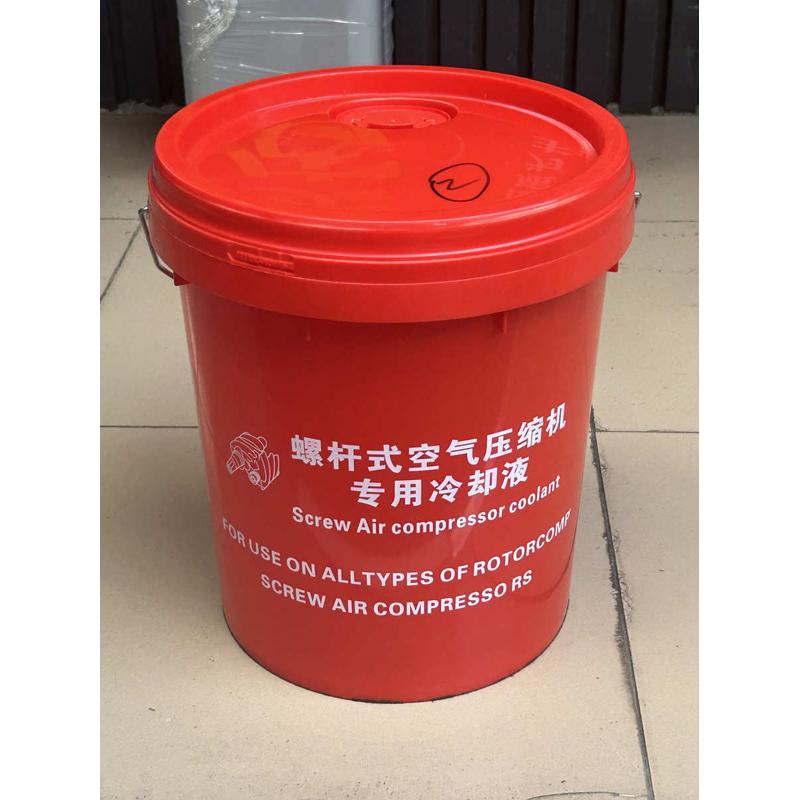 螺杆式空气压缩机
专用冷却液
Screw Air compressor coolant
FOR USE ON ALLTYPES OF ROTORCOMP
SCREW AIR COMPRESSO RS